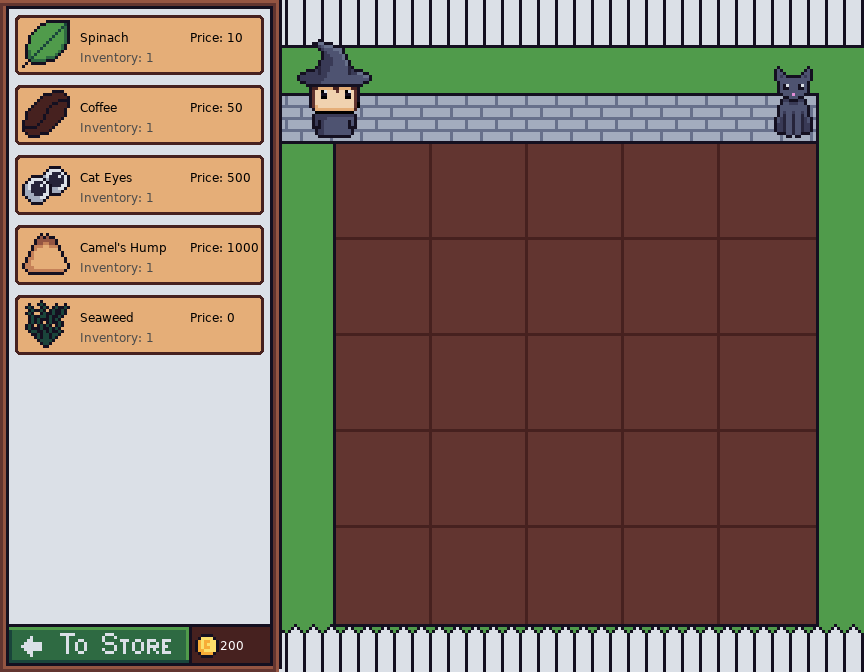 Spinach Price: 10
Inventory: 1
Coffee Price: 50
Inventory: 1
Cat Eyes Price: 500
Inventory: 1
Camel's Hump Price: 1000
Inventory: 1
Seaweed Price: 0
Inventory: 1
To Store 200